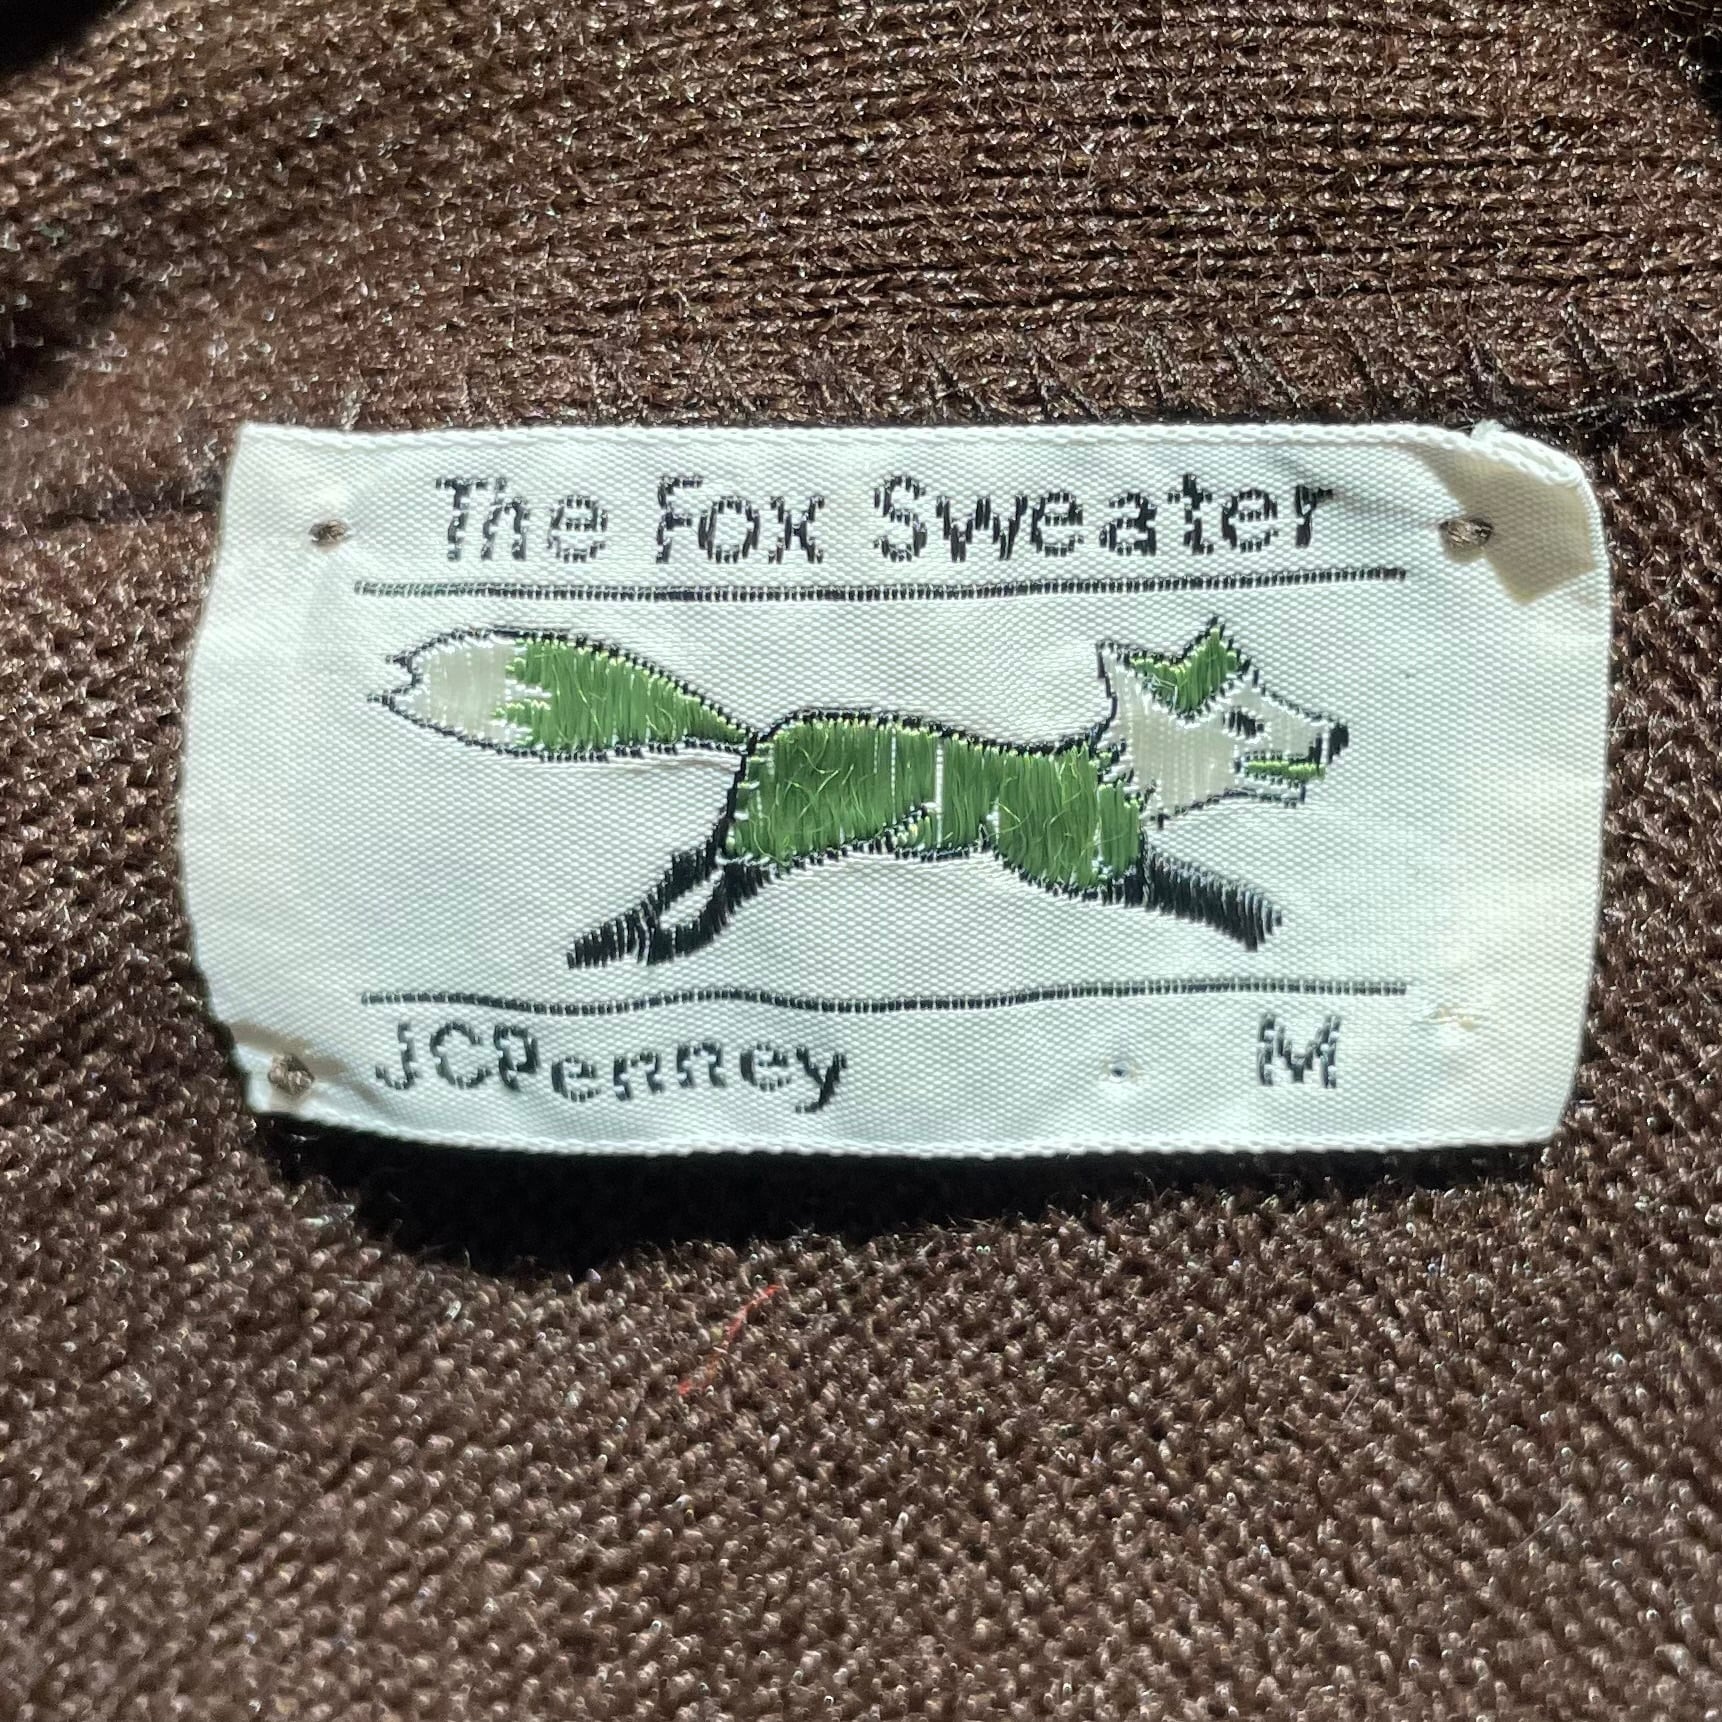 The Fox Sweater
JCPenney M